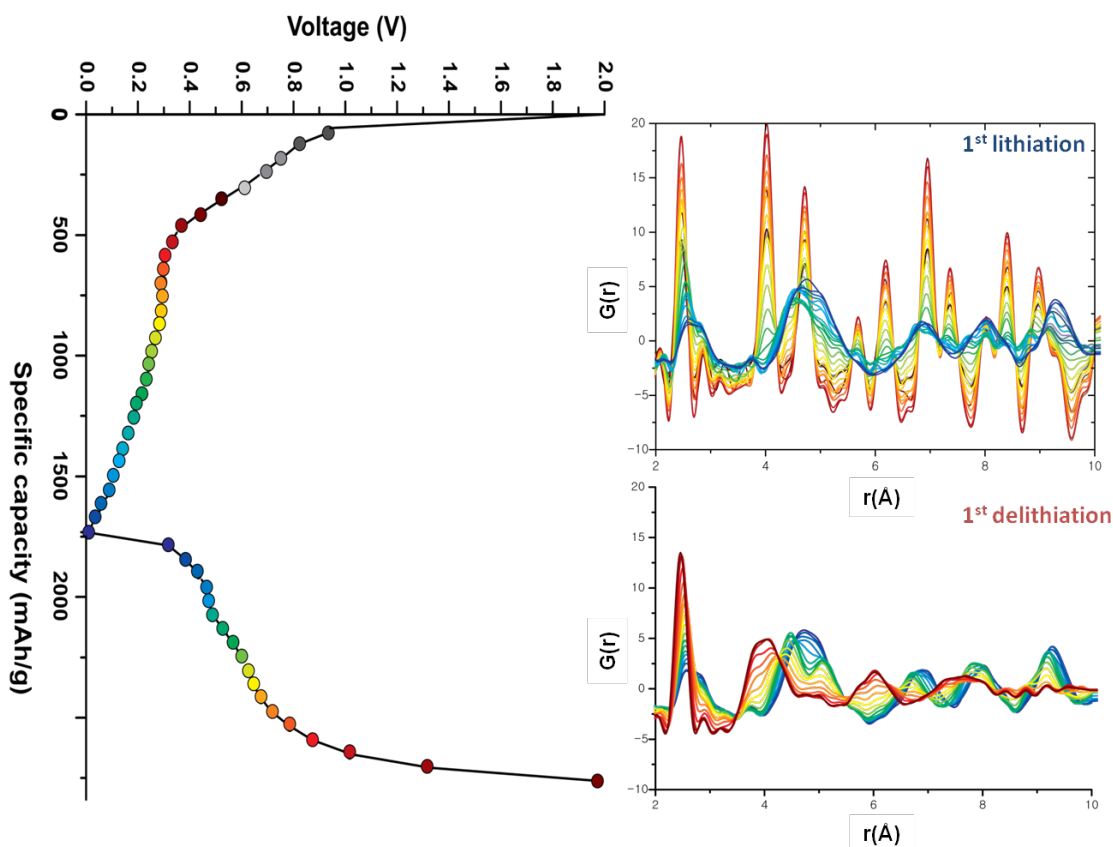 Voltage (V)
0.0 0.2 0.4 0.6 0.8 1.0 1.2 1.4 1.6 1.8 2.0
0
500
1000
1500
2000
Specific capacity (mAh/g)
1st lithiation
20
15
10
5
0
−5
−10
G(r)
2 4 6 8 10
r(Å)
1st delithiation
20
15
10
5
0
−5
−10
G(r)
2 4 6 8 10
r(Å)